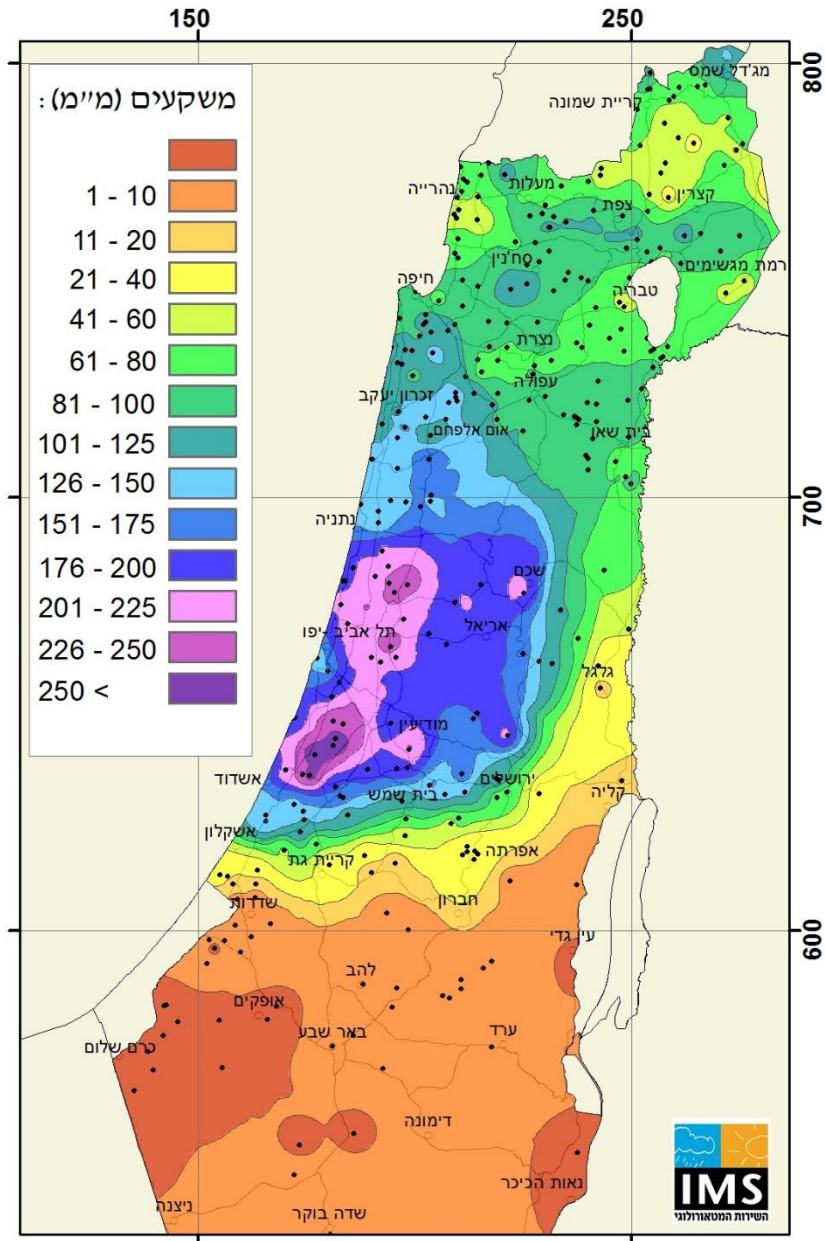 150 250
800
700
600
משקעים (מ"מ):
1 - 10
11 - 20
21 - 40
41 - 60
61 - 80
81 - 100
101 - 125
126 - 150
151 - 175
176 - 200
201 - 225
226 - 250
250 <
מג'דל שמס
קריית שמונה
מעלות
נהרייה
קצרין
צפת
סח'נין
רמת מגשימים
חיפה
טבריה
נצרת
עפולה
זכרון יעקב
אום אלפחם
בית שאן
נתניה
שכם
תל אביב -יפו
אריאל
גלגל
מודיעין
ירושלים
אשדוד
בית שמש
קליה
אשקלון
קריית גת
אפרתה
חברון
שדרות
עין גדי
להב
אופקים
באר שבע
ערד
כרם שלום
דימונה
נאות הכיכר
ניצנה
שדה בוקר
IMS
השירות המטאורולוגי